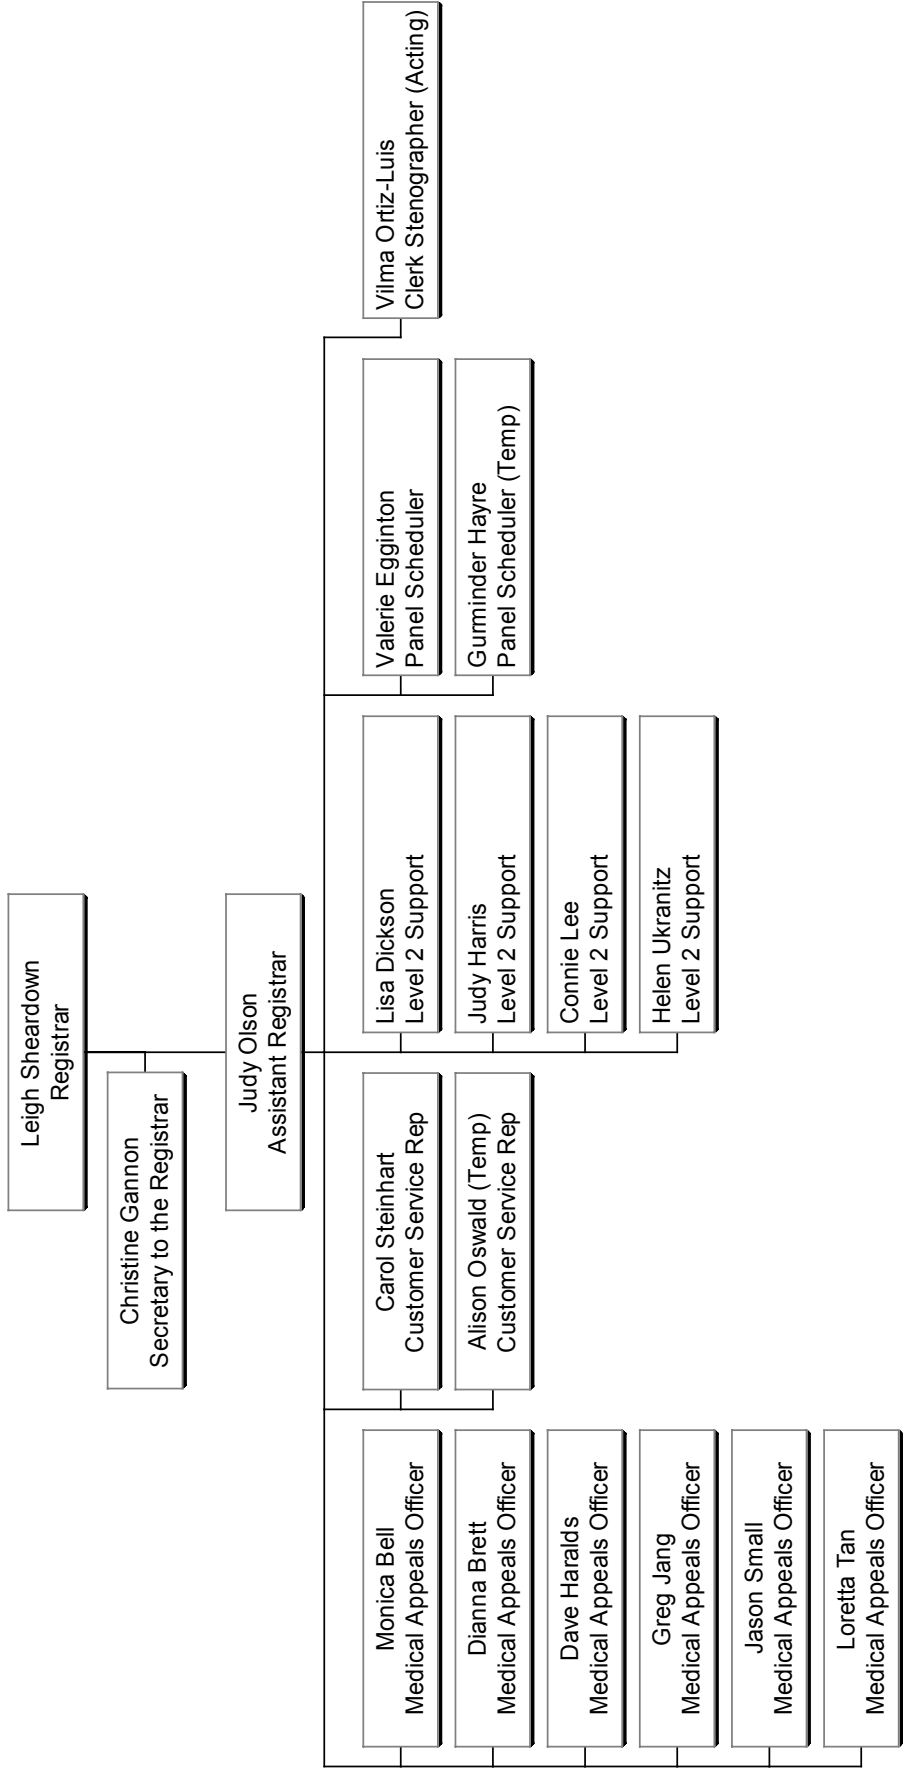 Leigh Sheardown
Registrar
Christine Gannon
Secretary to the Registrar
Judy Olson
Assistant Registrar
Monica Bell
Medical Appeals Officer
Dianna Brett
Medical Appeals Officer
Dave Haralds
Medical Appeals Officer
Greg Jang
Medical Appeals Officer
Jason Small
Medical Appeals Officer
Loretta Tan
Medical Appeals Officer
Carol Steinhart
Customer Service Rep
Alison Oswald (Temp)
Customer Service Rep
Lisa Dickson
Level 2 Support
Judy Harris
Level 2 Support
Connie Lee
Level 2 Support
Helen Ukranitz
Level 2 Support
Valerie Egginton
Panel Scheduler
Gurminder Hayre
Panel Scheduler (Temp)
Vilma Ortiz-Luis
Clerk Stenographer (Acting)